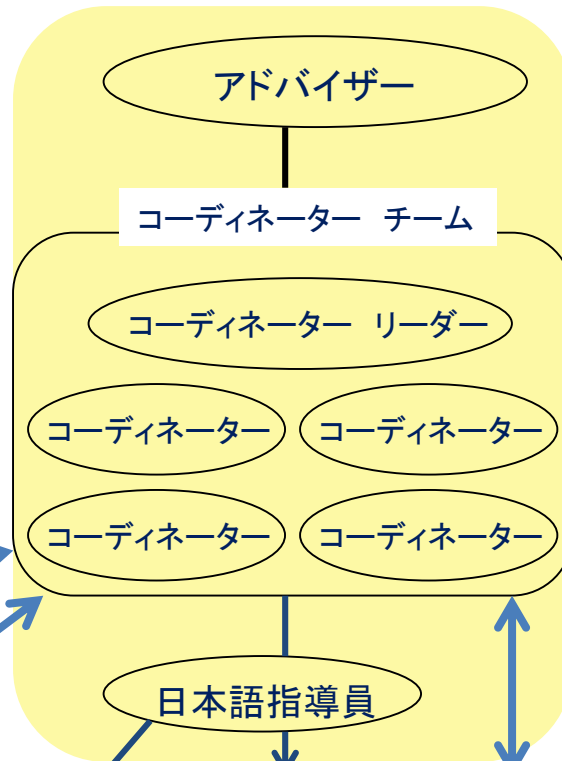 アドバイザー
コーディネーター チーム
コーディネーター リーダー
コーディネーター コーディネーター
コーディネーター コーディネーター
日本語指導員